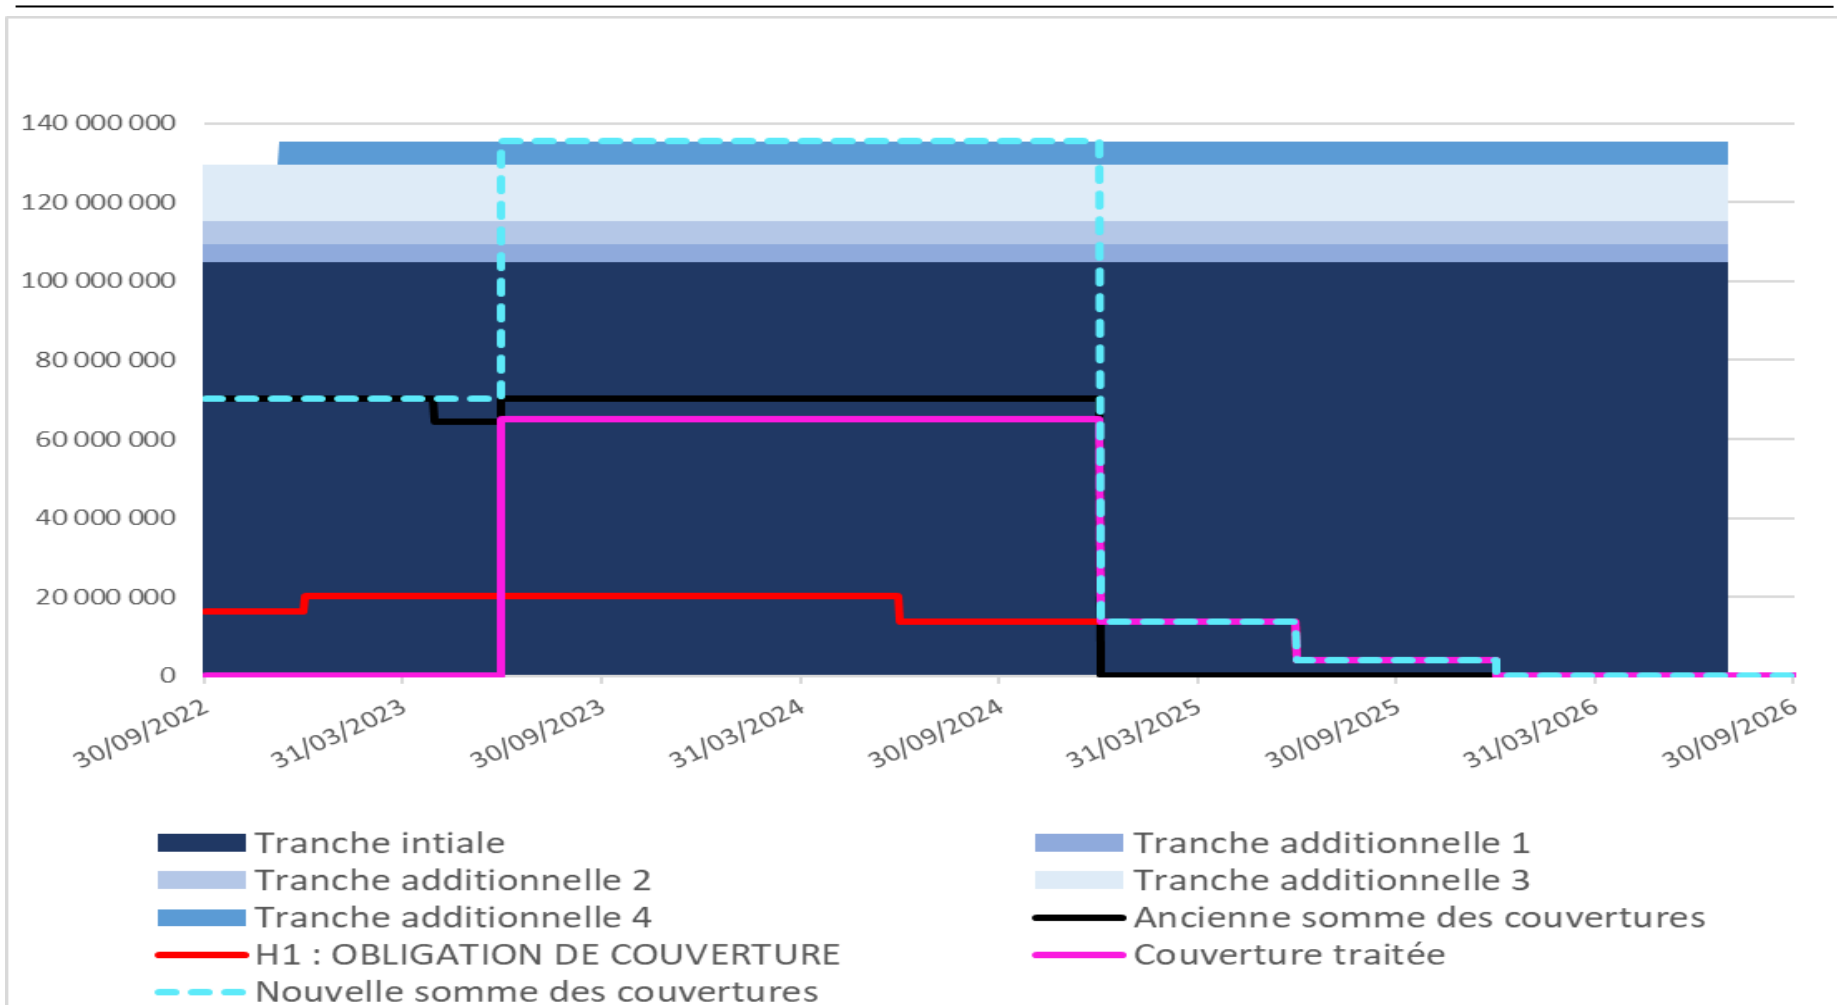 140 000 000
120 000 000
100 000 000
80 000 000
60 000 000
40 000 000
20 000 000
0
30/09/2022
31/03/2023
30/09/2023
31/03/2024
30/09/2024
31/03/2025
30/09/2025
31/03/2026
30/09/2026
Tranche intiale
Tranche additionnelle 1
Tranche additionnelle 2
Tranche additionnelle 3
Tranche additionnelle 4
Ancienne somme des couvertures
H1 : OBLIGATION DE COUVERTURE
Couverture traitée
Nouvelle somme des couvertures